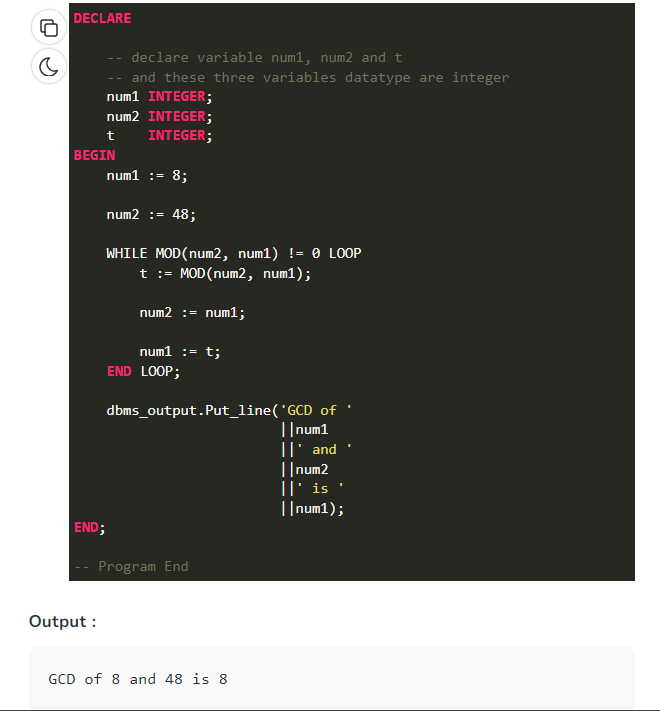 DECLARE
-- declare variable num1, num2 and t
-- and these three variables datatype are integer
num1 INTEGER;
num2 INTEGER;
t    INTEGER;
BEGIN
num1 := 8;
num2 := 48;
WHILE MOD(num2, num1) != 0 LOOP
t := MOD(num2, num1);
num2 := num1;
num1 := t;
END LOOP;
dbms_output.Put_line('GCD of '
||num1
||' and '
||num2
||' is '
||num1);
END;
-- Program End
Output :
GCD of 8 and 48 is 8